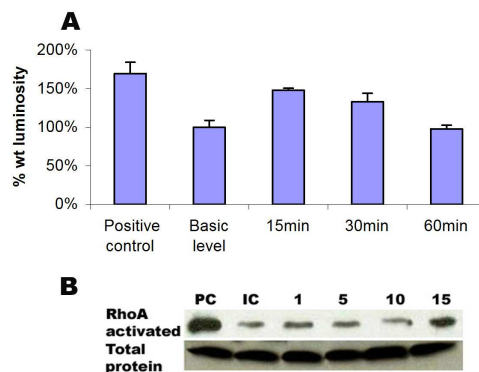 A
% wt luminosity
200%
150%
100%
50%
0%
Positive control
Basic level
15min
30min
60min
B
PC IC 1 5 10 15
RhoA activated
Total protein